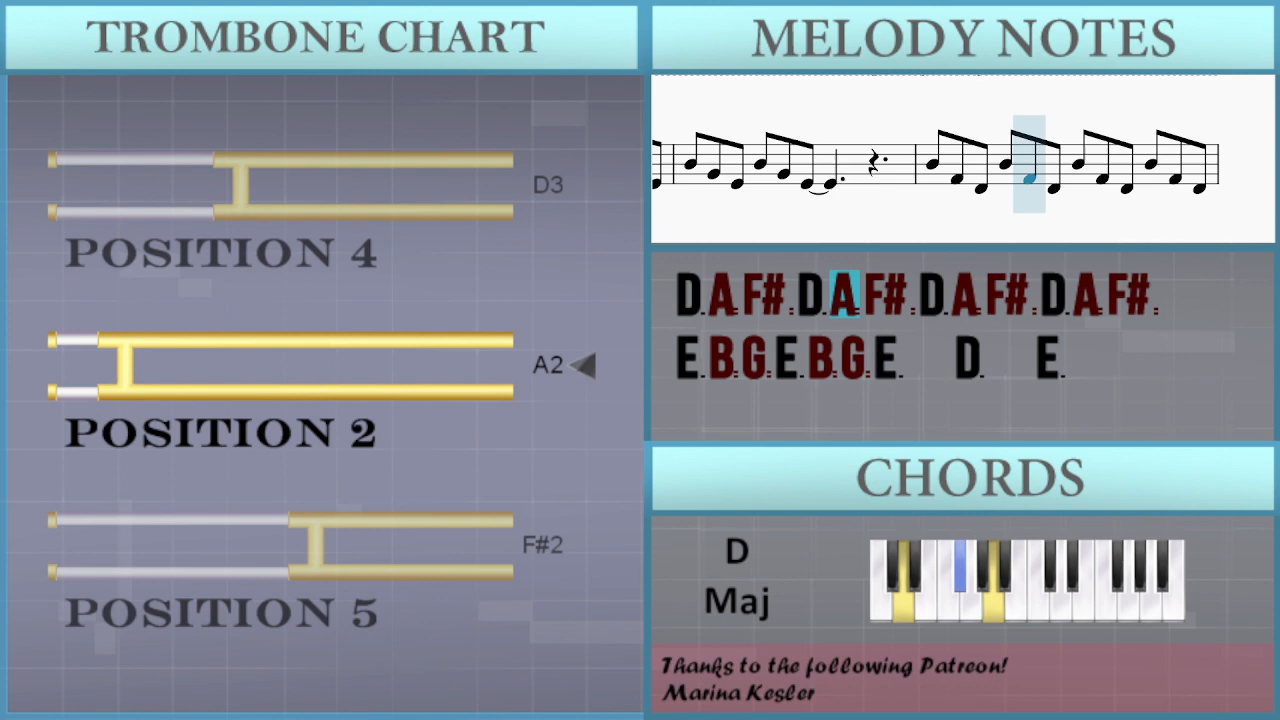 TROMBONE CHART
D3
POSITION 4
A2
POSITION 2
F#2
POSITION 5
MELODY NOTES
D.A.F#. D.A.F#. D.A.F#. D.A.F#.
E.B.G.E.B.G.E. D. E.
CHORDS
D
Maj
Thanks to the following Patreon!
Marina Kesler